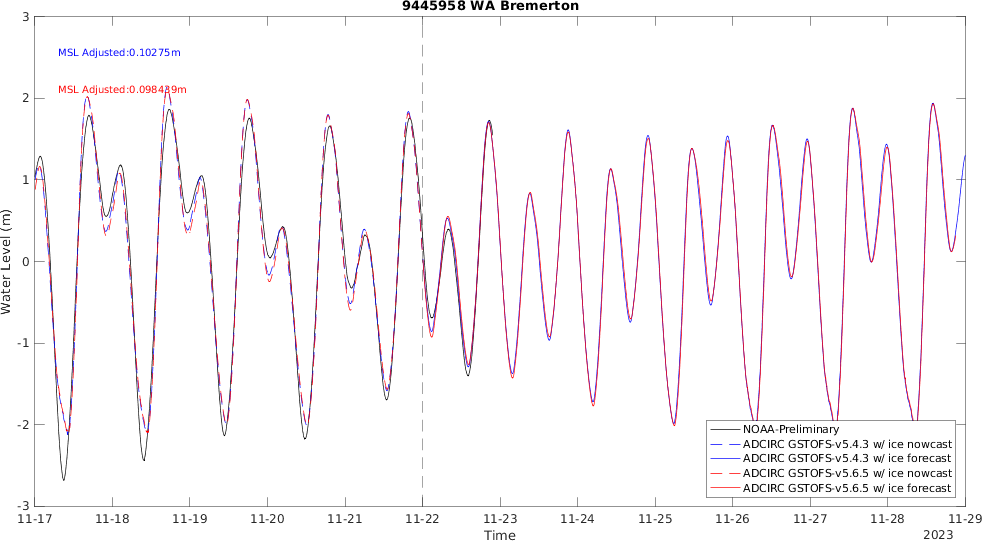 9445958 WA Bremerton
3
2
1
0
-1
-2
-3
Water Level (m)
MSL Adjusted:0.10275m
MSL Adjusted:0.098439m
NOAA-Preliminary
ADCIRC GSTOFS-v5.4.3 w/ ice nowcast
ADCIRC GSTOFS-v5.4.3 w/ ice forecast
ADCIRC GSTOFS-v5.6.5 w/ ice nowcast
ADCIRC GSTOFS-v5.6.5 w/ ice forecast
11-17 11-18 11-19 11-20 11-21 11-22 11-23 11-24 11-25 11-26 11-27 11-28 11-29
Time
2023